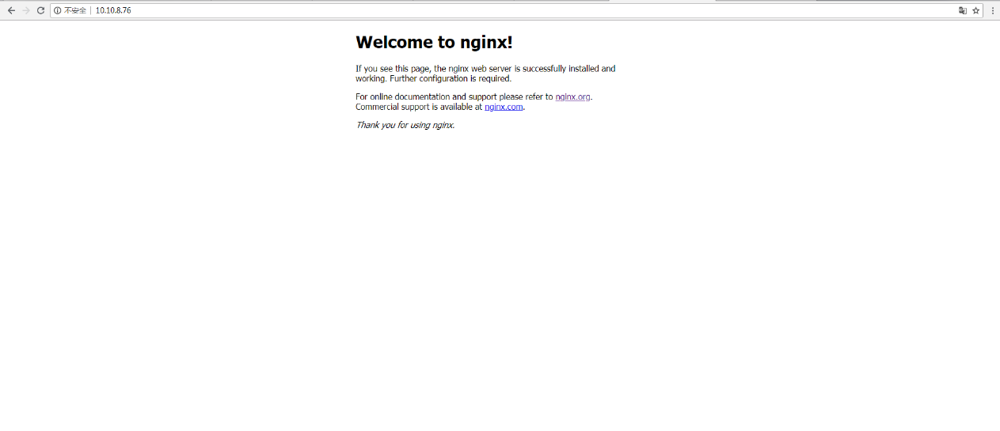 不安全 10.10.8.76
Welcome to nginx!
If you see this page, the nginx web server is successfully installed and
working. Further configuration is required.
For online documentation and support please refer to nginx.org.
Commercial support is available at nginx.com.
Thank you for using nginx.